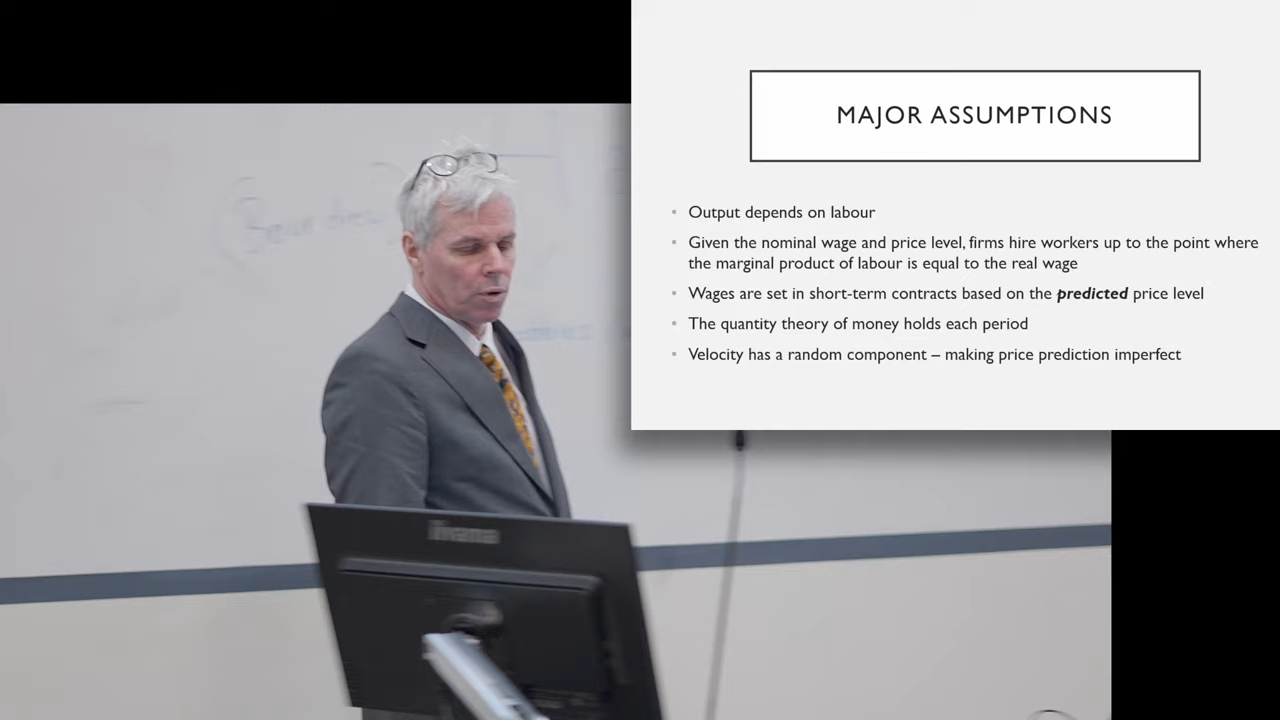 MAJOR ASSUMPTIONS
• Output depends on labour
• Given the nominal wage and price level, firms hire workers up to the point where
the marginal product of labour is equal to the real wage
• Wages are set in short-term contracts based on the predicted price level
• The quantity theory of money holds each period
• Velocity has a random component – making price prediction imperfect
iiyama